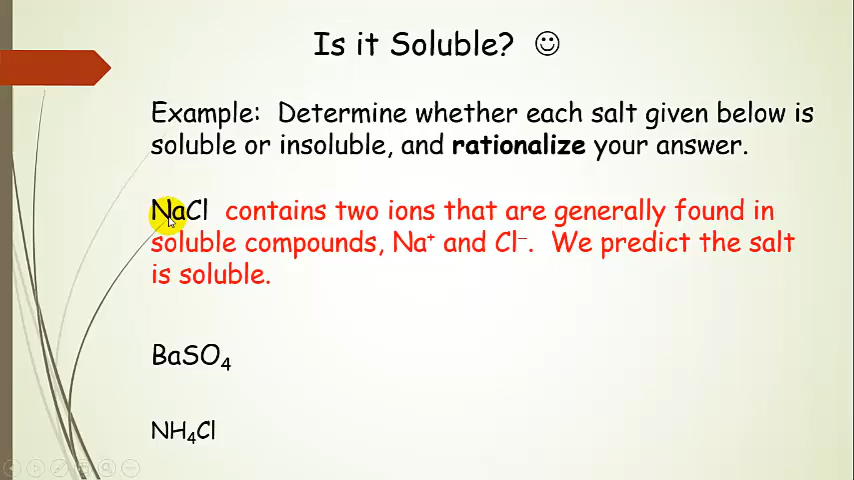 Is it Soluble? ☺
Example: Determine whether each salt given below is
soluble or insoluble, and rationalize your answer.
NaCl contains two ions that are generally found in
soluble compounds, Na⁺ and Cl⁻. We predict the salt
is soluble.
BaSO₄
NH₄Cl